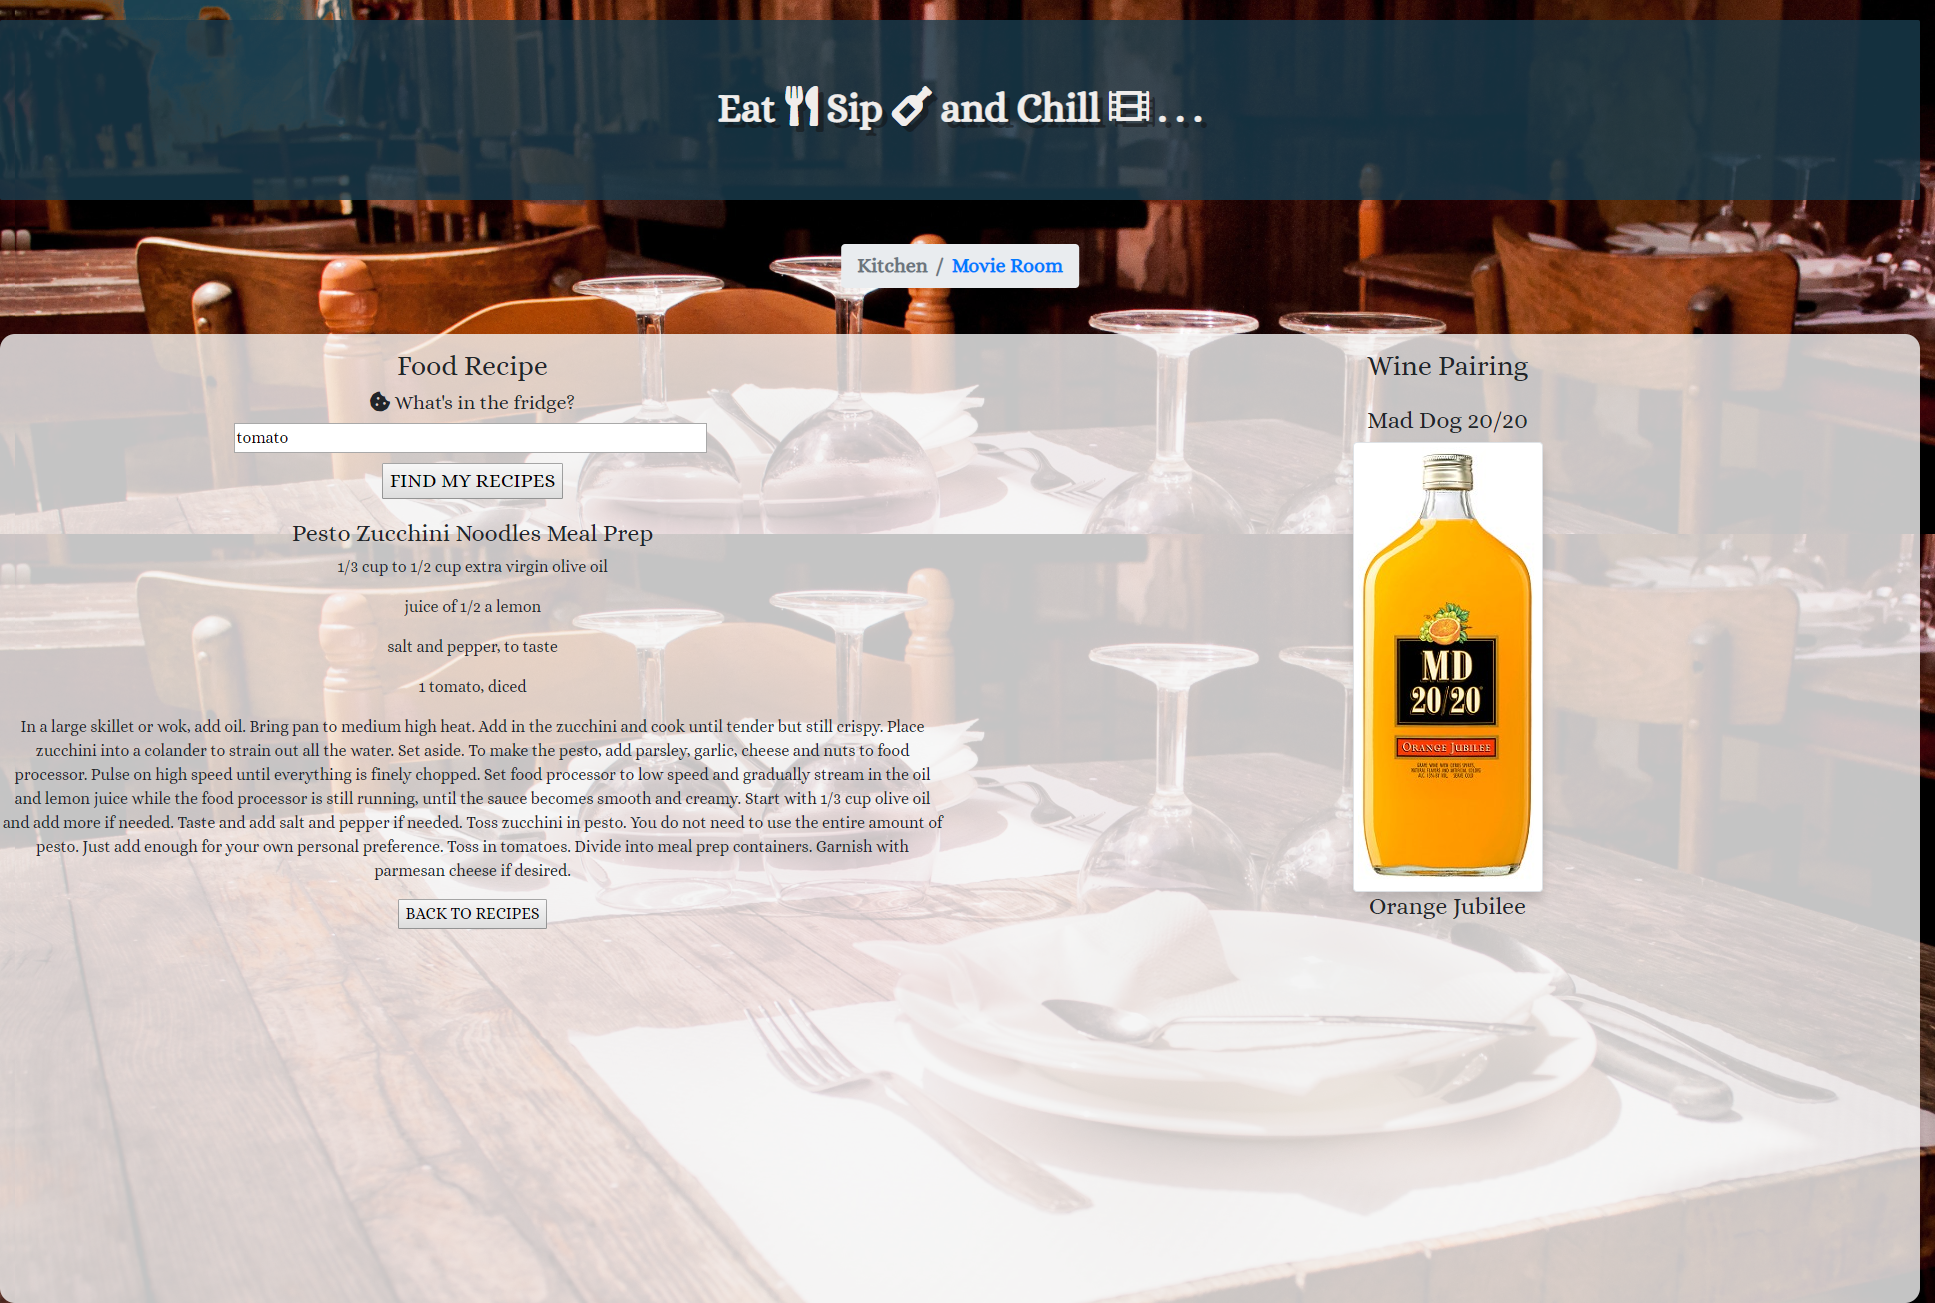 Eat Sip and Chill ...
Kitchen / Movie Room
Food Recipe
What's in the fridge?
tomato
FIND MY RECIPES
Pesto Zucchini Noodles Meal Prep
1/3 cup to 1/2 cup extra virgin olive oil
juice of 1/2 a lemon
salt and pepper, to taste
1 tomato, diced
In a large skillet or wok, add oil. Bring pan to medium high heat. Add in the zucchini and cook until tender but still crispy. Place
zucchini into a colander to strain out all the water. Set aside. To make the pesto, add parsley, garlic, cheese and nuts to food
processor. Pulse on high speed until everything is finely chopped. Set food processor to low speed and gradually stream in the oil
and lemon juice while the food processor is still running, until the sauce becomes smooth and creamy. Start with 1/3 cup olive oil
and add more if needed. Taste and add salt and pepper if needed. Toss zucchini in pesto. You do not need to use the entire amount of
pesto. Just add enough for your own personal preference. Toss in tomatoes. Divide into meal prep containers. Garnish with
parmesan cheese if desired.
BACK TO RECIPES
Wine Pairing
Mad Dog 20/20
MD
20/20
ORANGE JUBILEE
GRAPE WINE WITH CITRUS SPIRITS,
NATURAL FLAVORS AND ARTIFICIAL COLORS
Orange Jubilee